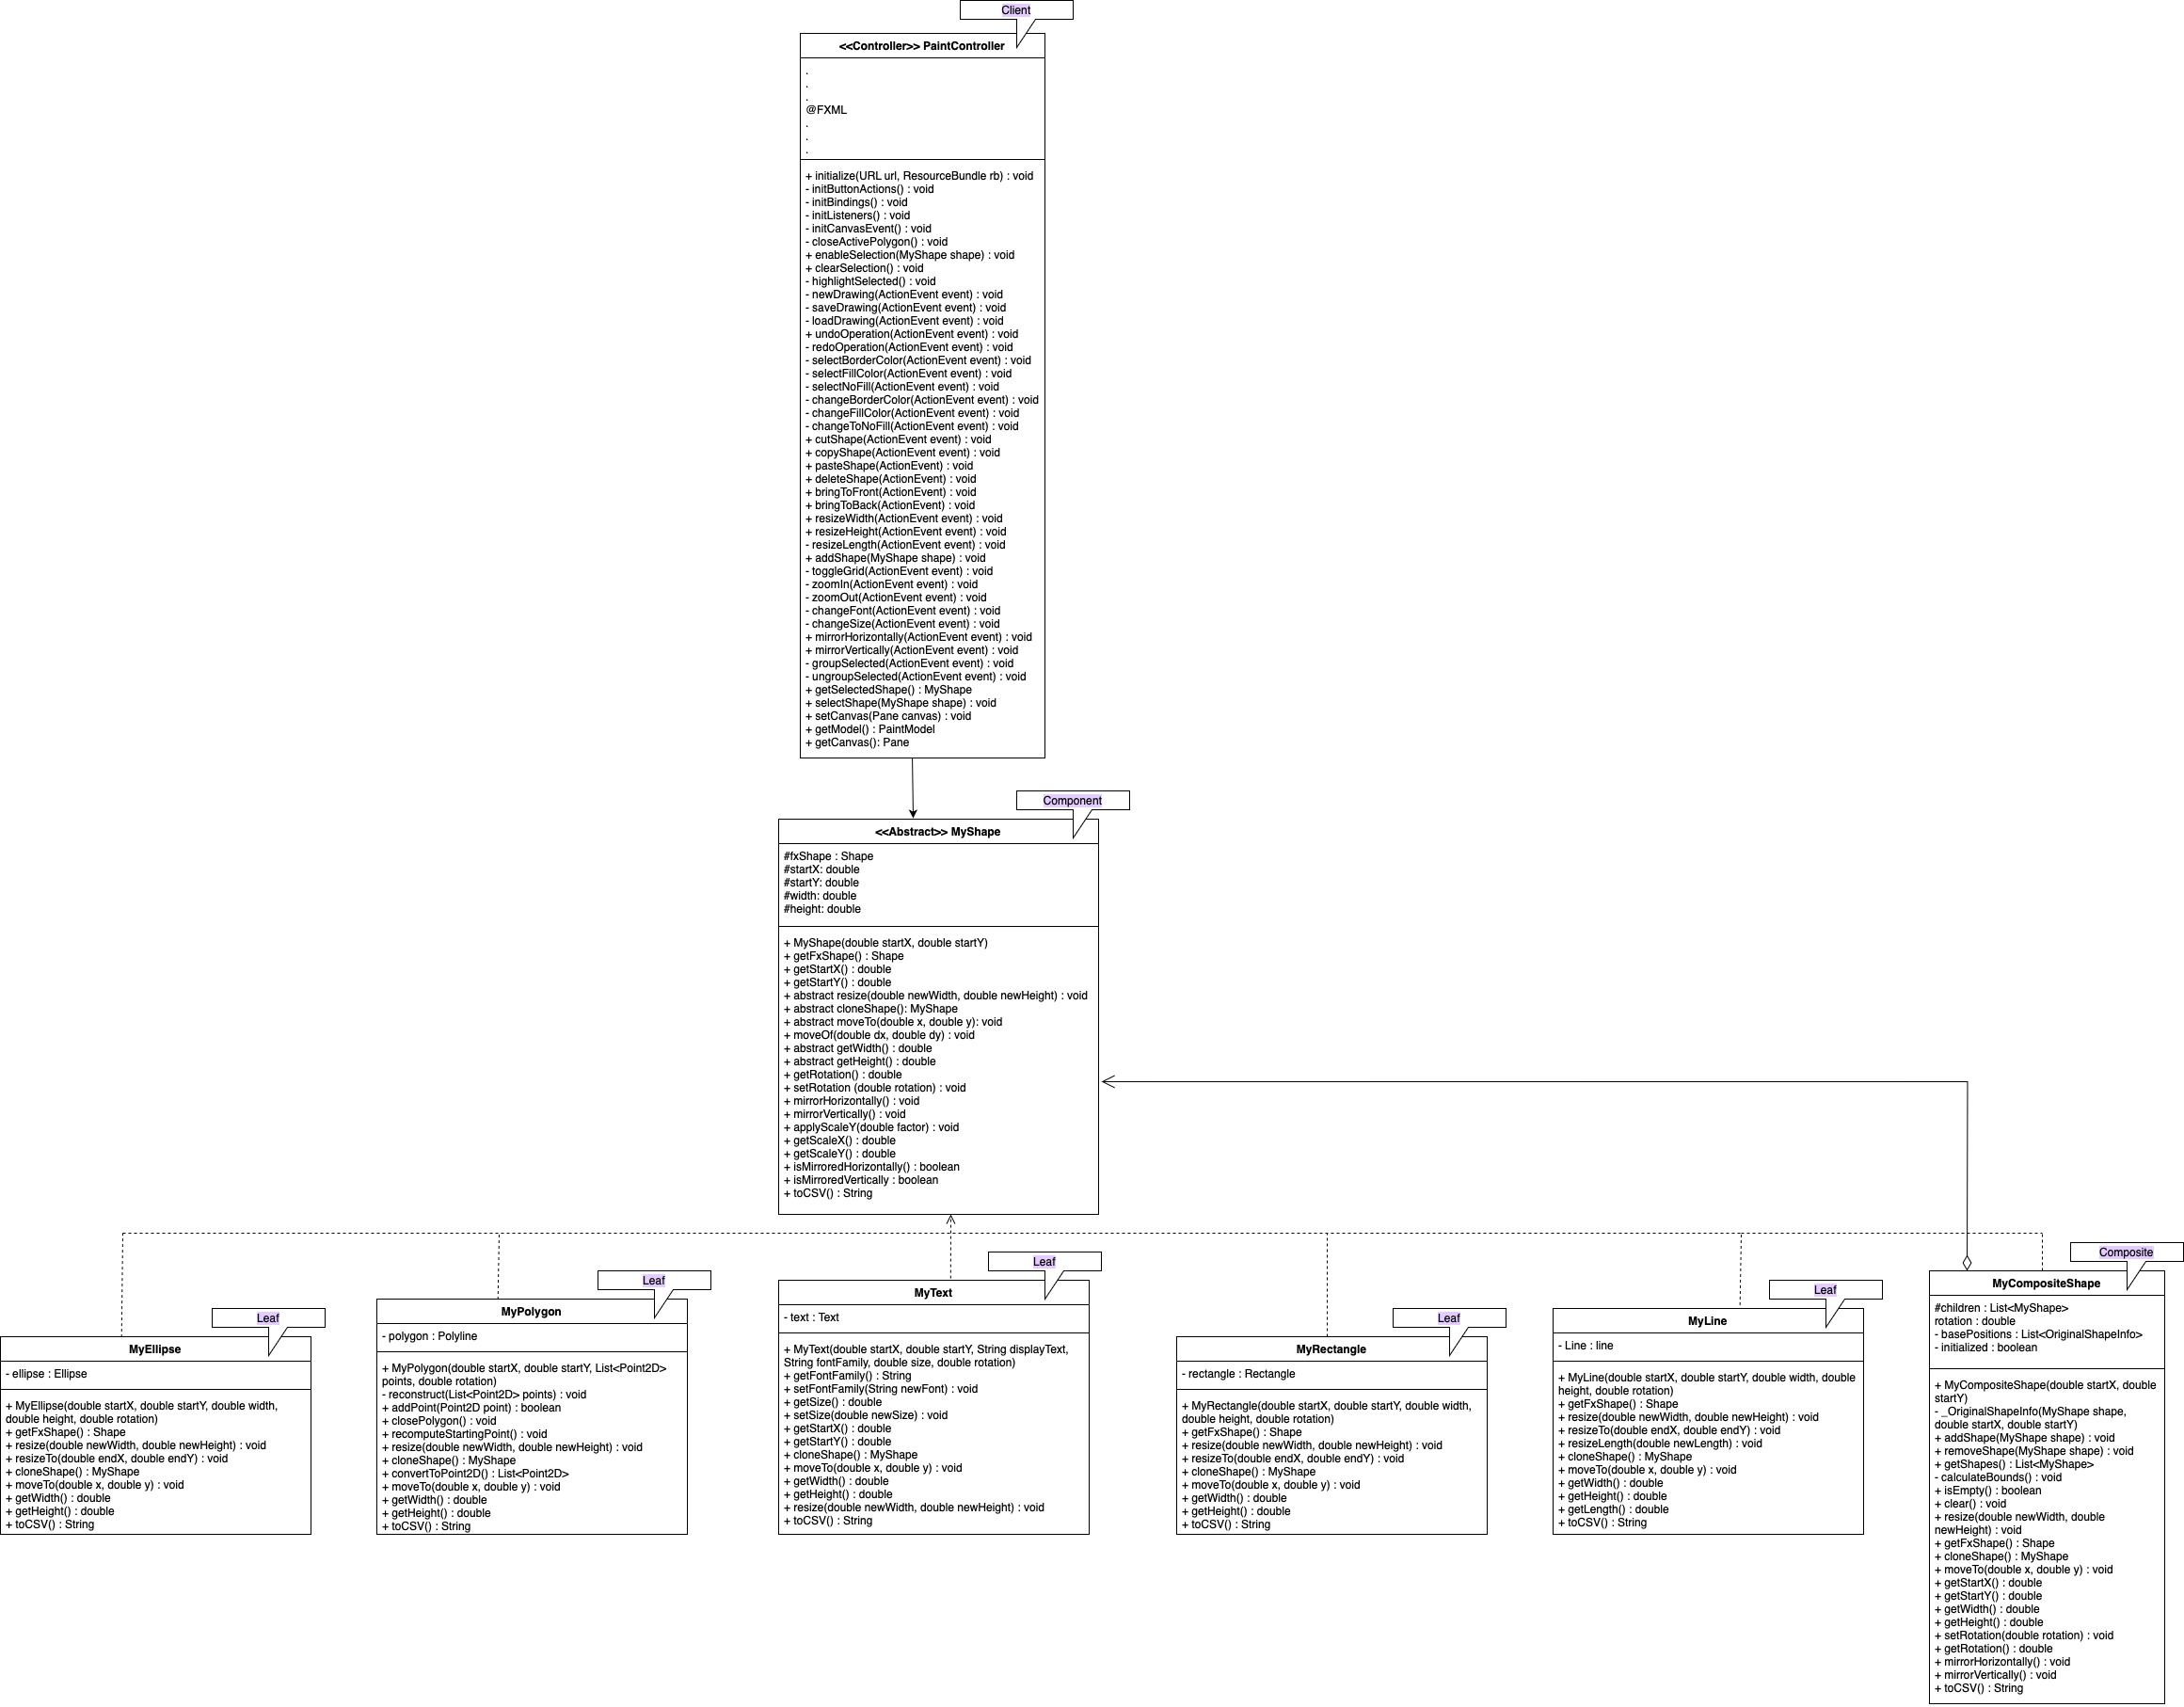 Client
<<Controller>> PaintController
.
.
.
@FXML
.
.
.
+ initialize(URL url, ResourceBundle rb) : void
- initButtonActions() : void
- initBindings() : void
- initListeners() : void
- initCanvasEvent() : void
- closeActivePolygon() : void
+ enableSelection(MyShape shape) : void
+ clearSelection() : void
- highlightSelected() : void
- newDrawing(ActionEvent event) : void
- saveDrawing(ActionEvent event) : void
- loadDrawing(ActionEvent event) : void
+ undoOperation(ActionEvent event) : void
- redoOperation(ActionEvent event) : void
- selectBorderColor(ActionEvent event) : void
- selectFillColor(ActionEvent event) : void
- selectNoFill(ActionEvent event) : void
- changeBorderColor(ActionEvent event) : void
- changeFillColor(ActionEvent event) : void
- changeToNoFill(ActionEvent event) : void
+ cutShape(ActionEvent event) : void
+ copyShape(ActionEvent event) : void
+ pasteShape(ActionEvent) : void
+ deleteShape(ActionEvent) : void
+ bringToFront(ActionEvent) : void
+ bringToBack(ActionEvent) : void
+ resizeWidth(ActionEvent event) : void
+ resizeHeight(ActionEvent event) : void
- resizeLength(ActionEvent event) : void
+ addShape(MyShape shape) : void
- toggleGrid(ActionEvent event) : void
- zoomIn(ActionEvent event) : void
- zoomOut(ActionEvent event) : void
- changeFont(ActionEvent event) : void
- changeSize(ActionEvent event) : void
+ mirrorHorizontally(ActionEvent event) : void
+ mirrorVertically(ActionEvent event) : void
- groupSelected(ActionEvent event) : void
- ungroupSelected(ActionEvent event) : void
+ getSelectedShape() : MyShape
+ selectShape(MyShape shape) : void
+ setCanvas(Pane canvas) : void
+ getModel() : PaintModel
+ getCanvas(): Pane
Component
<<Abstract>> MyShape
#fxShape : Shape
#startX: double
#startY: double
#width: double
#height: double
+ MyShape(double startX, double startY)
+ getFxShape() : Shape
+ getStartX() : double
+ getStartY() : double
+ abstract resize(double newWidth, double newHeight) : void
+ abstract cloneShape(): MyShape
+ abstract moveTo(double x, double y): void
+ moveOf(double dx, double dy) : void
+ abstract getWidth() : double
+ abstract getHeight() : double
+ getRotation() : double
+ setRotation (double rotation) : void
+ mirrorHorizontally() : void
+ mirrorVertically() : void
+ applyScaleY(double factor) : void
+ getScaleX() : double
+ getScaleY() : double
+ isMirroredHorizontally() : boolean
+ isMirroredVertically : boolean
+ toCSV() : String
Leaf
MyEllipse
- ellipse : Ellipse
+ MyEllipse(double startX, double startY, double width,
double height, double rotation)
+ getFxShape() : Shape
+ resize(double newWidth, double newHeight) : void
+ resizeTo(double endX, double endY) : void
+ cloneShape() : MyShape
+ moveTo(double x, double y) : void
+ getWidth() : double
+ getHeight() : double
+ toCSV() : String
Leaf
MyPolygon
- polygon : Polyline
+ MyPolygon(double startX, double startY, List<Point2D>
points, double rotation)
- reconstruct(List<Point2D> points) : void
+ addPoint(Point2D point) : boolean
+ closePolygon() : void
+ recomputeStartingPoint() : void
+ resize(double newWidth, double newHeight) : void
+ cloneShape() : MyShape
+ convertToPoint2D() : List<Point2D>
+ moveTo(double x, double y) : void
+ getWidth() : double
+ getHeight() : double
+ toCSV() : String
Leaf
MyText
- text : Text
+ MyText(double startX, double startY, String displayText,
String fontFamily, double size, double rotation)
+ getFontFamily() : String
+ setFontFamily(String newFont) : void
+ getSize() : double
+ setSize(double newSize) : void
+ getStartX() : double
+ getStartY() : double
+ cloneShape() : MyShape
+ moveTo(double x, double y) : void
+ getWidth() : double
+ getHeight() : double
+ resize(double newWidth, double newHeight) : void
+ toCSV() : String
Leaf
MyRectangle
- rectangle : Rectangle
+ MyRectangle(double startX, double startY, double width,
double height, double rotation)
+ getFxShape() : Shape
+ resize(double newWidth, double newHeight) : void
+ resizeTo(double endX, double endY) : void
+ cloneShape() : MyShape
+ moveTo(double x, double y) : void
+ getWidth() : double
+ getHeight() : double
+ toCSV() : String
Leaf
MyLine
- Line : line
+ MyLine(double startX, double startY, double width, double
height, double rotation)
+ getFxShape() : Shape
+ resize(double newWidth, double newHeight) : void
+ resizeTo(double endX, double endY) : void
+ resizeLength(double newLength) : void
+ cloneShape() : MyShape
+ moveTo(double x, double y) : void
+ getWidth() : double
+ getHeight() : double
+ getLength() : double
+ toCSV() : String
Composite
MyCompositeShape
#children : List<MyShape>
rotation : double
- basePositions : List<OriginalShapeInfo>
- initialized : boolean
+ MyCompositeShape(double startX, double
startY)
- _OriginalShapeInfo(MyShape shape,
double startX, double startY)
+ addShape(MyShape shape) : void
+ removeShape(MyShape shape) : void
+ getShapes() : List<MyShape>
- calculateBounds() : void
+ isEmpty() : boolean
+ clear() : void
+ resize(double newWidth, double
newHeight) : void
+ getFxShape() : Shape
+ cloneShape() : MyShape
+ moveTo(double x, double y) : void
+ getStartX() : double
+ getStartY() : double
+ getWidth() : double
+ getHeight() : double
+ setRotation(double rotation) : void
+ getRotation() : double
+ mirrorHorizontally() : void
+ mirrorVertically() : void
+ toCSV() : String